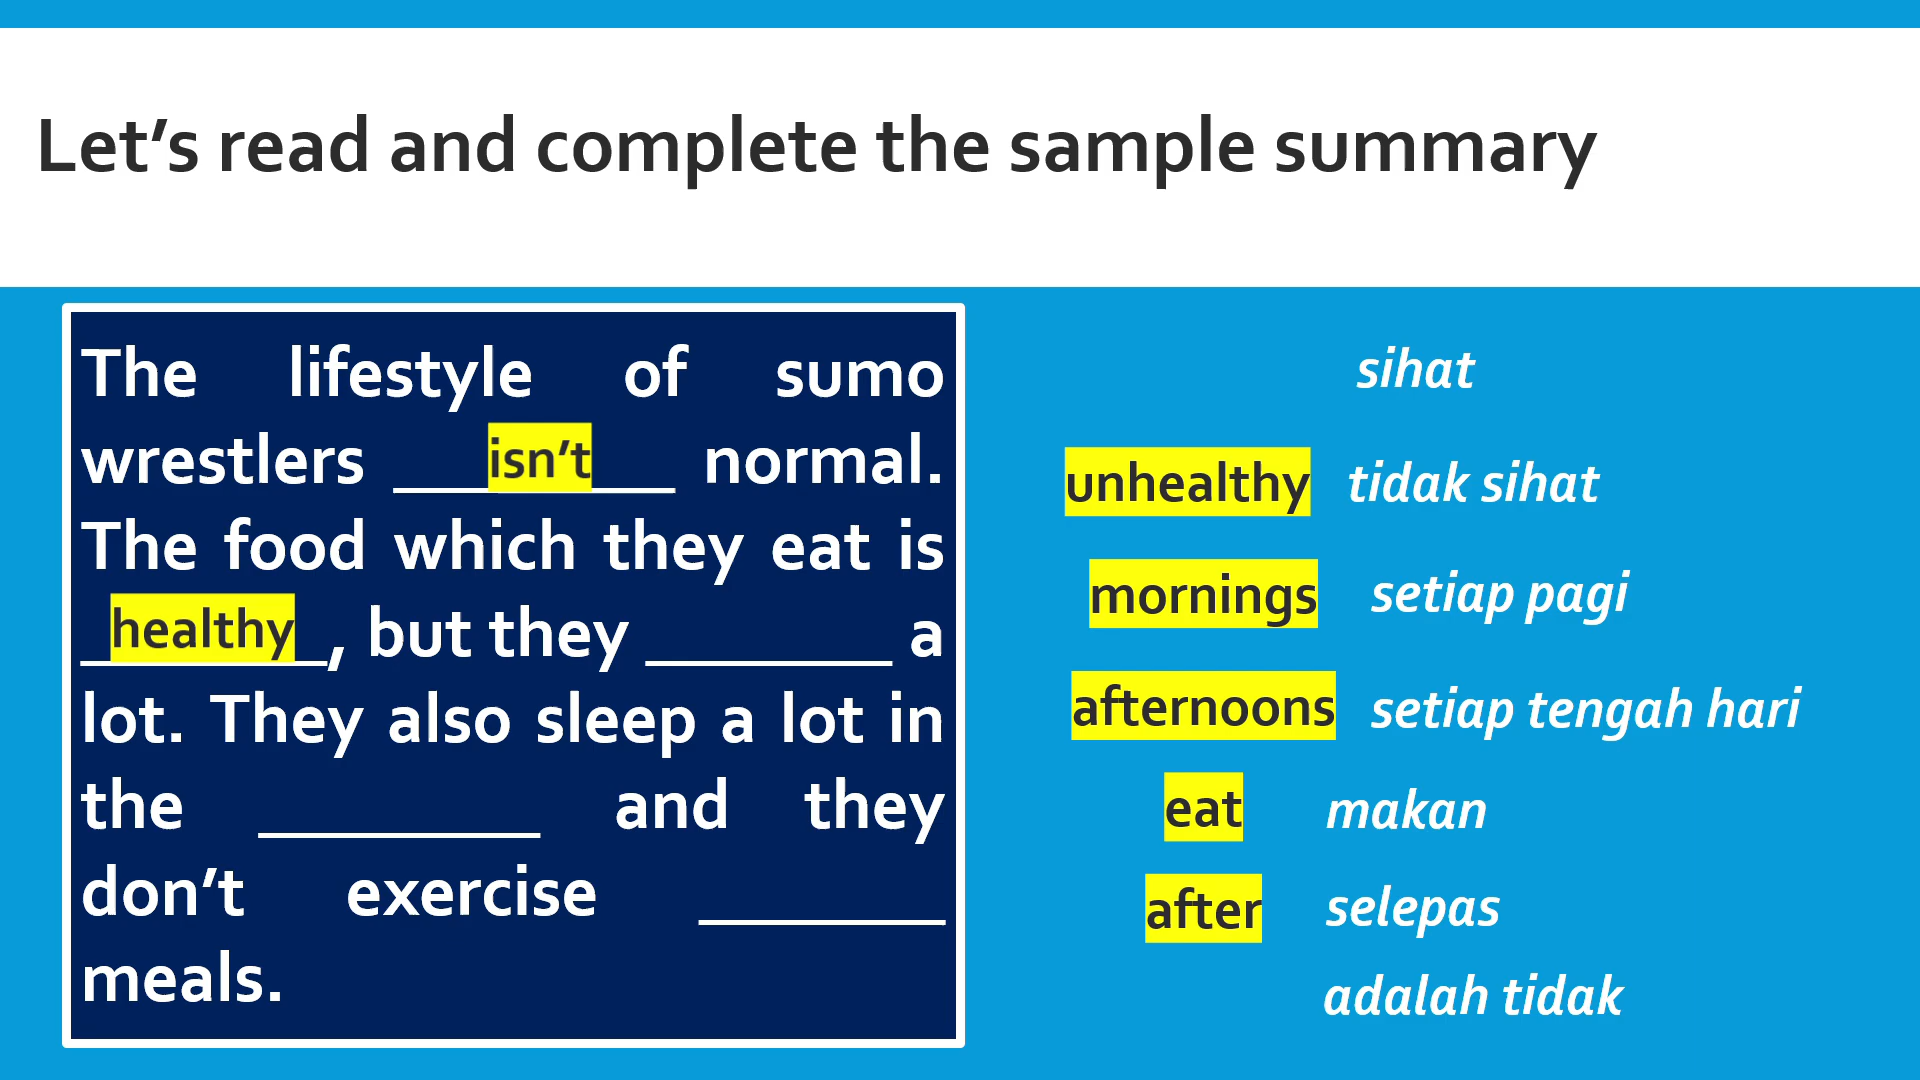 Let’s read and complete the sample summary
The lifestyle of sumo
wrestlers ___isn’t___ normal.
The food which they eat is
_healthy_, but they ________ a
lot. They also sleep a lot in
the _________ and they
don’t exercise ________
meals.
sihat
unhealthy tidak sihat
mornings setiap pagi
afternoons setiap tengah hari
eat makan
after selepas
adalah tidak